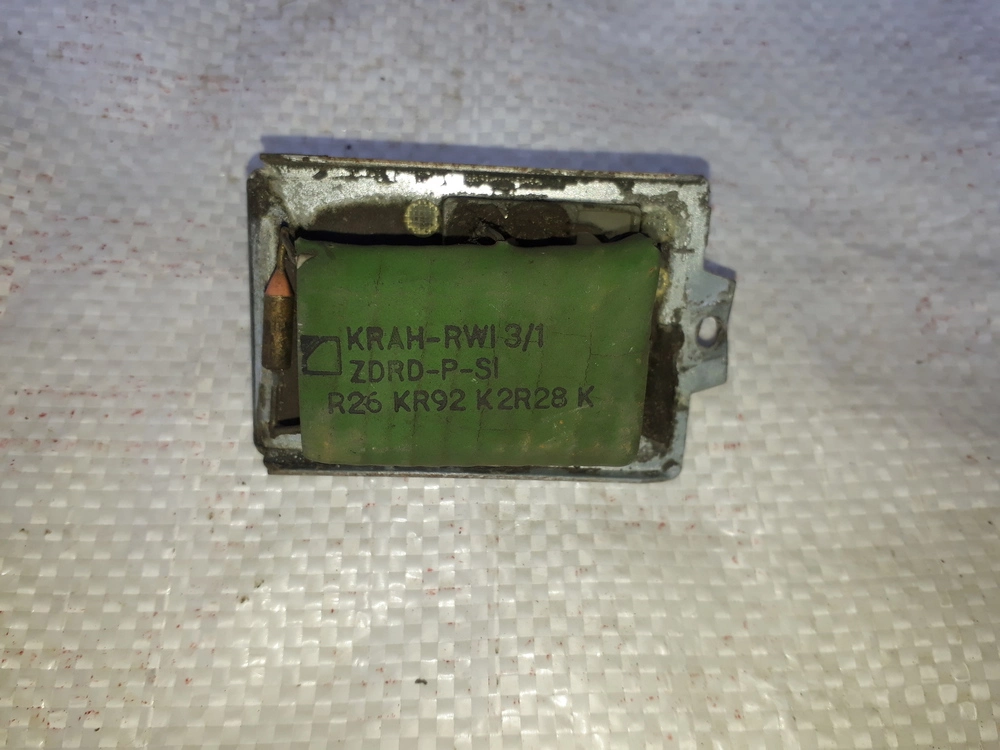 KRAH-RWI 3/1
ZDRD-P-SI
R26 KR92 K2R28 K